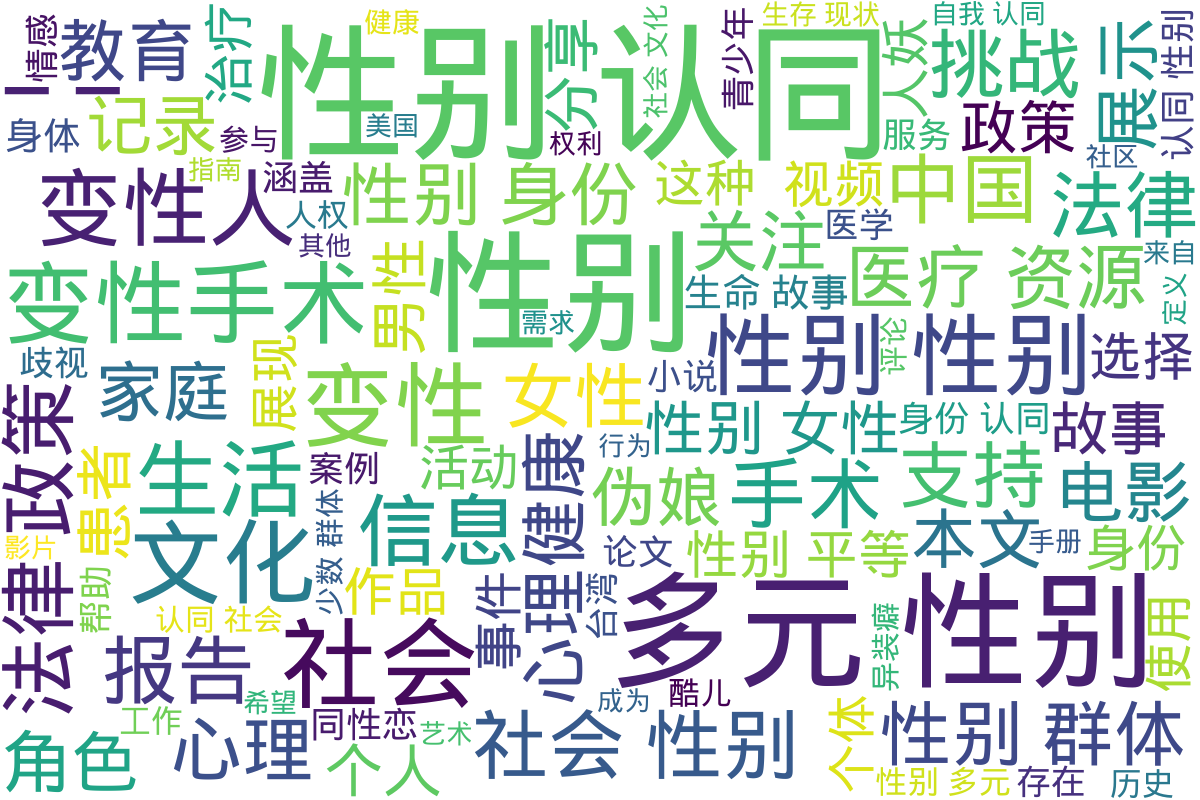 性别认同
情感
教育
治疗
健康
分享
社会 文化
青少年
生存 现状
人妖
自我 认同
挑战
展示
认同 性别
一一
身体
记录
参与
美国
权利
服务
政策
社区
指南
涵盖
变性人
人权
其他
性别 身份
这种
视频
中国
法律
关注
医学
来自
变性手术
男性
性别
需求
生命 故事
医疗 资源
定义
歧视
家庭
展现
变性
女性
小说
性别 性别
评论
选择
法律 政策
患者
生活
案例
活动
行为
性别 女性
身份 认同
故事
影片
文化
少数 群体
信息
心理 健康
伪娘
手术
支持
电影
论文
性别 平等
本文
手册
身份
帮助
认同 社会
作品
事件
台湾
多元 性别
异装癖
使用
报告
社会
希望
同性恋
成为
酷儿
工作
角色
心理
个人
艺术
社会 性别
个体
性别 群体
性别 多元
存在
历史